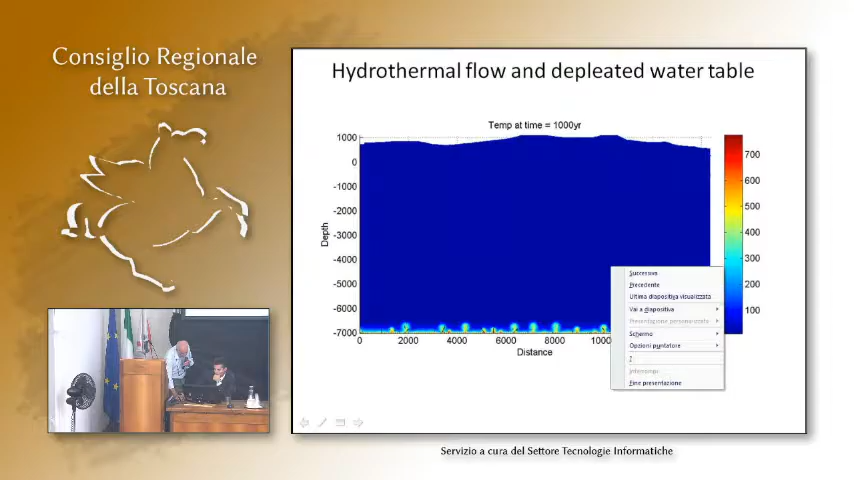 Consiglio Regionale
della Toscana
Hydrothermal flow and depleated water table
Temp at time = 1000yr
1000
0
-1000
-2000
-3000
-4000
-5000
-6000
-7000
Depth
0
2000
4000
6000
8000
1000
Distance
700
600
500
400
300
200
100
Successiva
Precedente
Ultima diapositiva visualizzata
Vai a diapositiva
Presentazione personalizzata
Schermo
Opzioni puntatore
?
Interrompi
Fine presentazione
Servizio a cura del Settore Tecnologie Informatiche